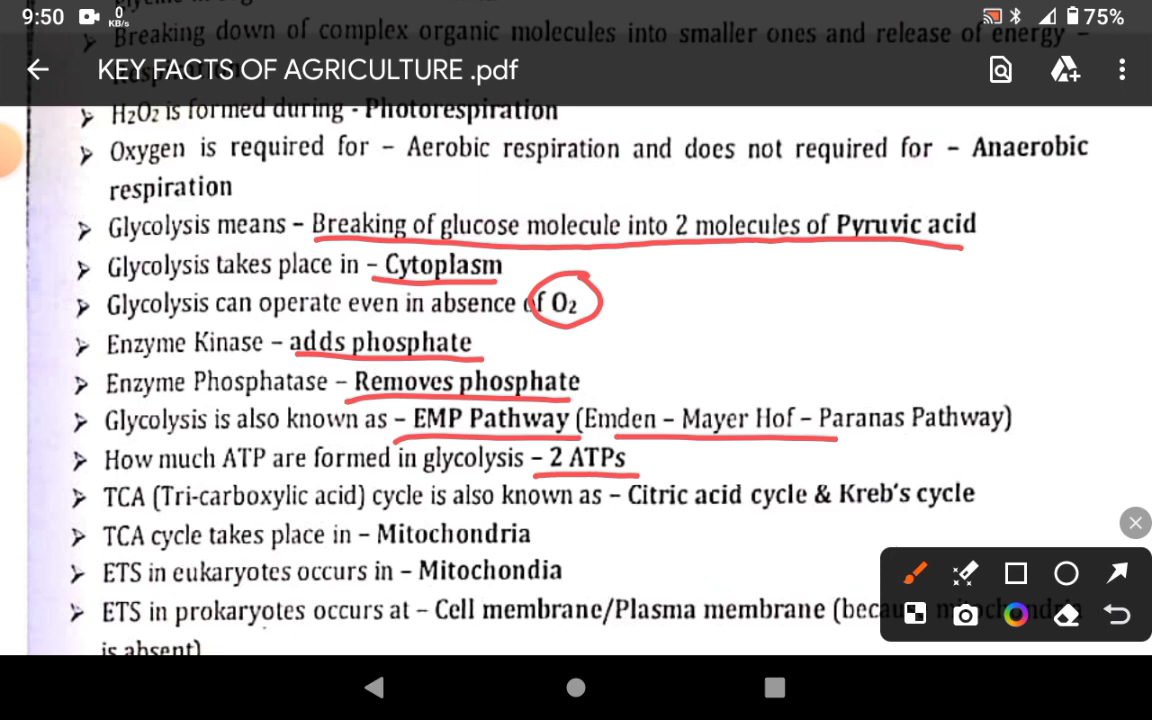 9:50 0 KB/s 75%
Breaking down of complex organic molecules into smaller ones and release of energy –
KEY FACTS OF AGRICULTURE .pdf
➢ H2O2 is formed during - Photorespiration
➢ Oxygen is required for – Aerobic respiration and does not required for – Anaerobic
respiration
➢ Glycolysis means – Breaking of glucose molecule into 2 molecules of Pyruvic acid
➢ Glycolysis takes place in – Cytoplasm
➢ Glycolysis can operate even in absence of O2
➢ Enzyme Kinase – adds phosphate
➢ Enzyme Phosphatase – Removes phosphate
➢ Glycolysis is also known as – EMP Pathway (Emden – Mayer Hof – Paranas Pathway)
➢ How much ATP are formed in glycolysis – 2 ATPs
➢ TCA (Tri-carboxylic acid) cycle is also known as – Citric acid cycle & Kreb's cycle
➢ TCA cycle takes place in – Mitochondria
➢ ETS in eukaryotes occurs in – Mitochondia
➢ ETS in prokaryotes occurs at – Cell membrane/Plasma membrane (becau
is absent)